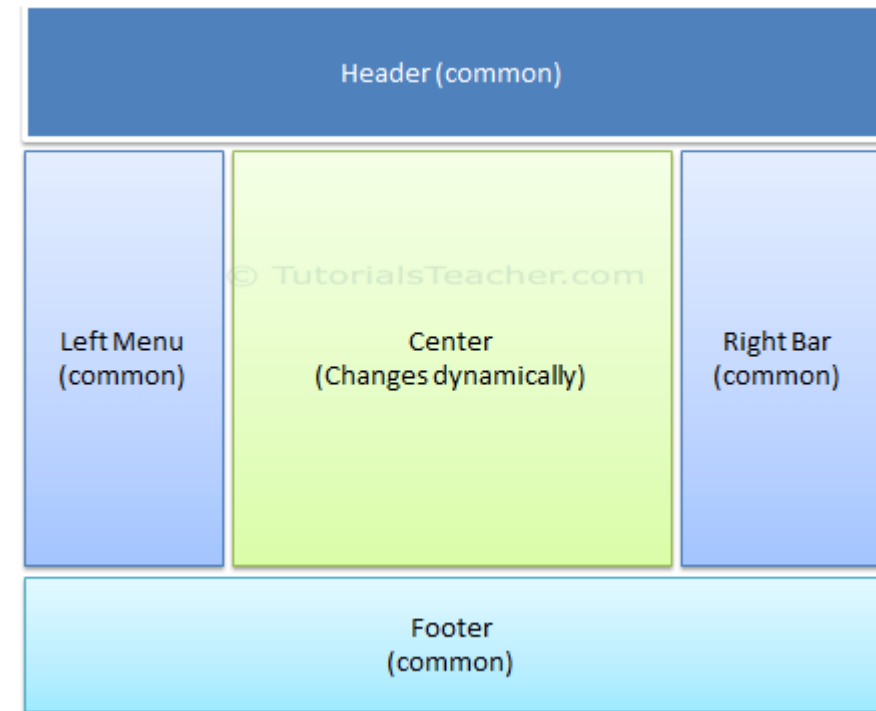 Header (common)
© TutorialsTeacher.com
Left Menu
(common)
Center
(Changes dynamically)
Right Bar
(common)
Footer
(common)